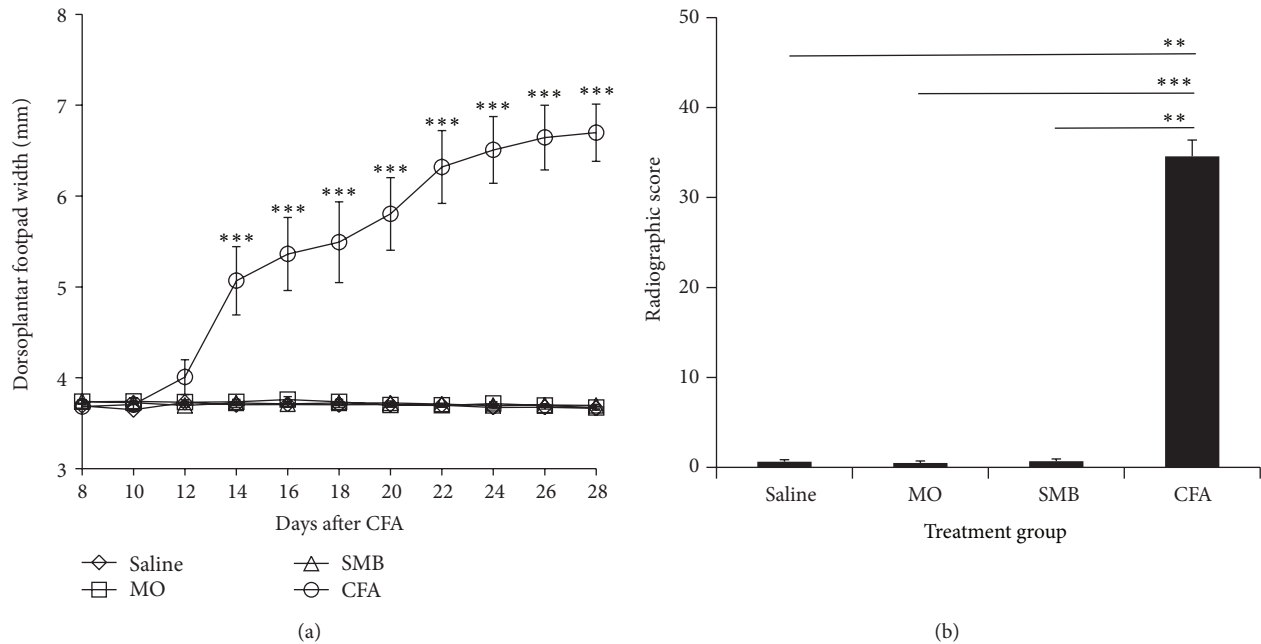 8
7
6
5
4
3
Dorsoplantar footpad width (mm)
***
***
***
***
***
***
***
***
8 10 12 14 16 18 20 22 24 26 28
Days after CFA
Saline
SMB
MO
CFA
(a)
50
40
30
20
10
0
Radiographic score
**
***
**
Saline MO SMB CFA
Treatment group
(b)